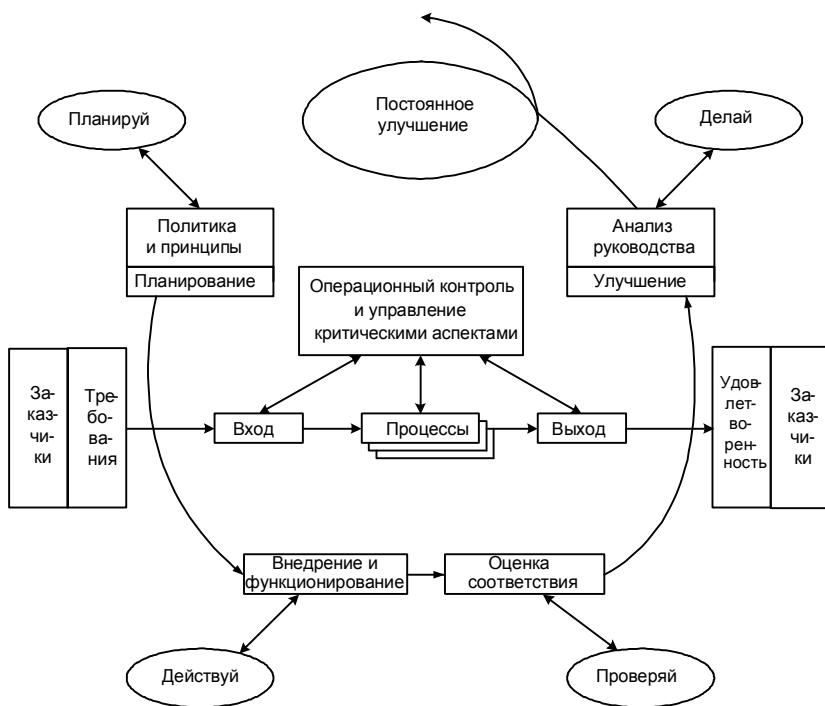 Постоянное
улучшение
Планируй
Делай
Политика
и принципы
Планирование
Анализ
руководства
Улучшение
Операционный контроль
и управление
критическими аспектами
За-
каз-
чи-
ки
Тре-
бо-
ва-
ния
Вход
Процессы
Выход
Удов-
лет-
во-
рен-
ность
За-
каз-
чи-
ки
Внедрение и
функционирование
Оценка
соответствия
Действуй
Проверяй